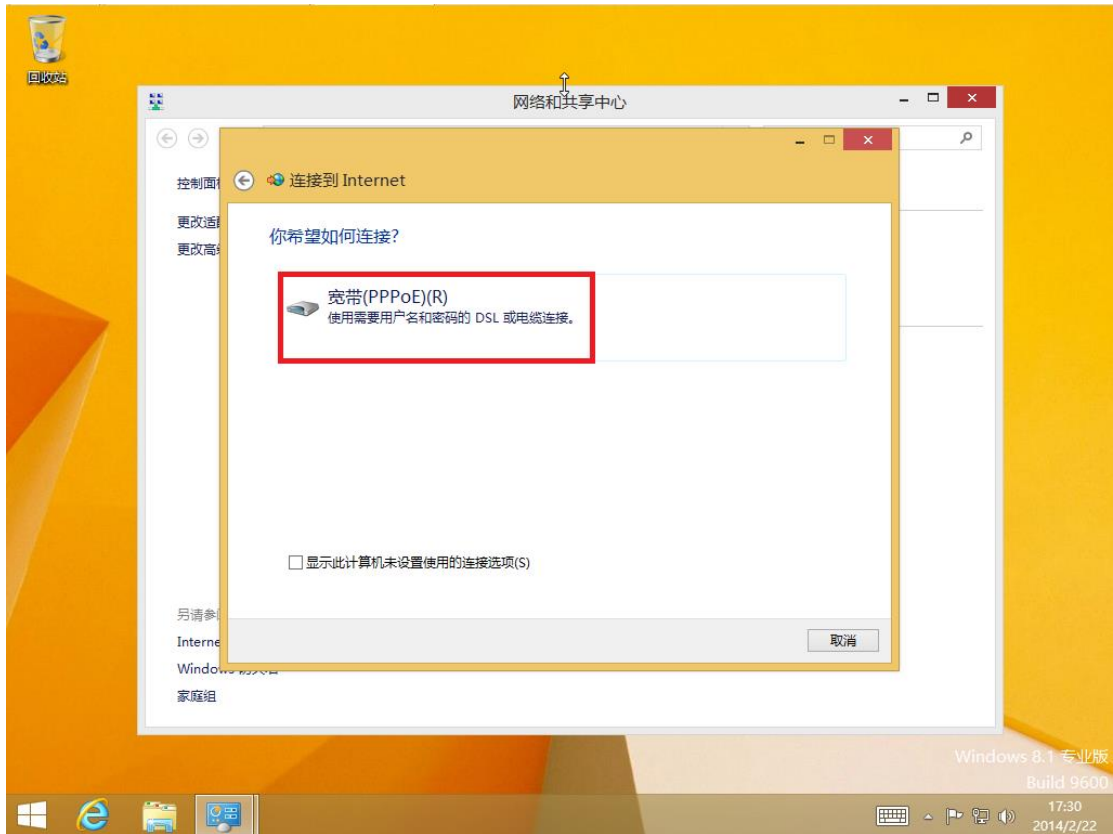 回收站
网络和共享中心
连接到 Internet
控制面
更改适
更改高
你希望如何连接?
宽带(PPPoE)(R)
使用需要用户名和密码的 DSL 或电缆连接。
显示此计算机未设置使用的连接选项(S)
另请参
Interne
取消
Windo
家庭组
Windows 8.1 专业版
Build 9600
17:30
2014/2/22